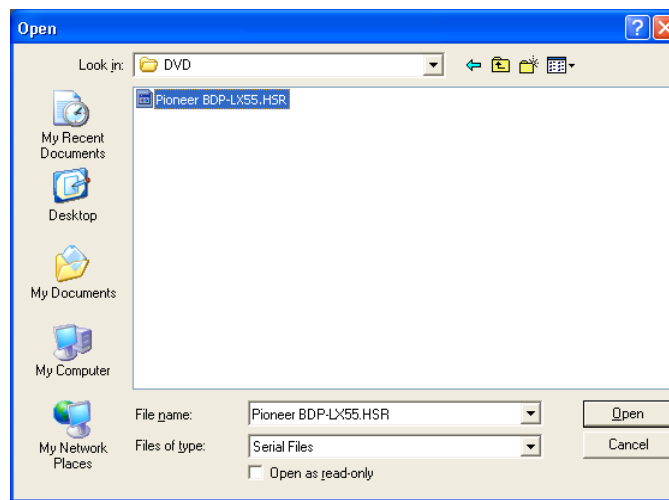 Open
Look in:
DVD
Pioneer BDP-LX55.HSR
My Recent
Documents
Desktop
My Documents
My Computer
My Network
Places
File name:
Pioneer BDP-LX55.HSR
Open
Files of type:
Serial Files
Cancel
Open as read-only